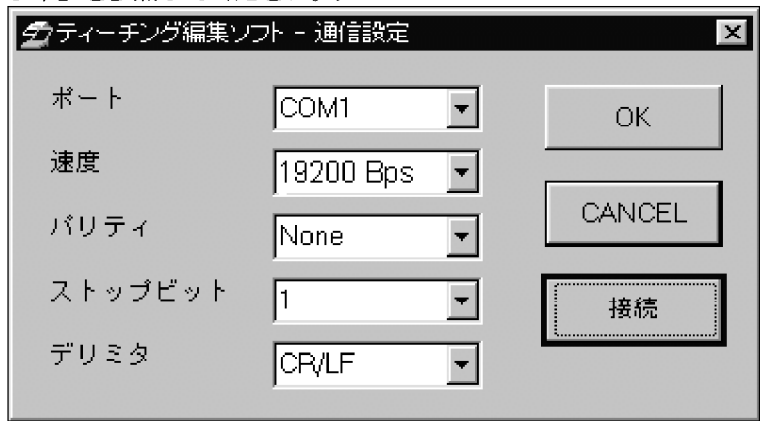 ティーチング編集ソフト - 通信設定
ポート
COM1
OK
速度
19200 Bps
CANCEL
パリティ
None
ストップビット
1
接続
デリミタ
CR/LF